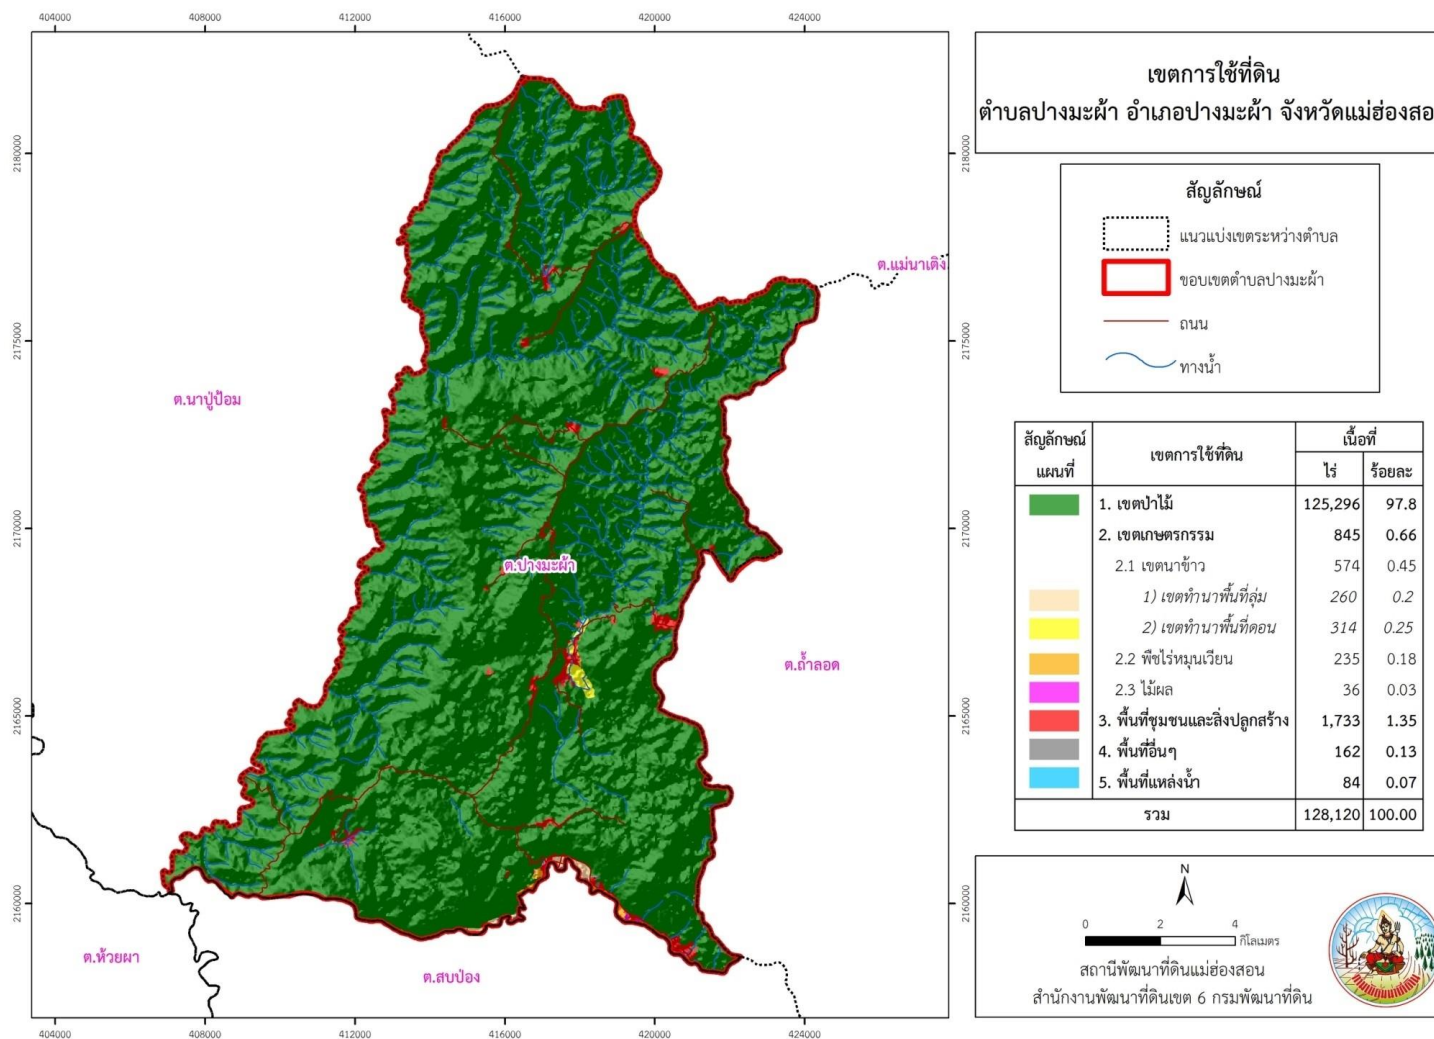 404000 408000 412000 416000 420000 424000
เขตการใช้ที่ดิน
ตำบลปางมะผ้า อำเภอปางมะผ้า จังหวัดแม่ฮ่องสอ
สัญลักษณ์
แนวแบ่งเขตระหว่างตำบล
ขอบเขตตำบลปางมะผ้า
ถนน
ทางน้ำ
2180000 2180000
2175000 2175000
2170000 2170000
2165000 2165000
2160000 2160000
ต.แม่นาเติง
ต.นาปู่ป้อม
ต.ปางมะผ้า
ต.ถ้ำลอด
ต.ห้วยผา
ต.สบป่อง
สัญลักษณ์ เขตการใช้ที่ดิน เนื้อที่
แผนที่ ไร่ ร้อยละ
1. เขตป่าไม้ 125,296 97.8
2. เขตเกษตรกรรม 845 0.66
2.1 เขตนาข้าว 574 0.45
1) เขตทำนาพื้นที่ลุ่ม 260 0.2
2) เขตทำนาพื้นที่ดอน 314 0.25
2.2 พืชไร่หมุนเวียน 235 0.18
2.3 ไม้ผล 36 0.03
3. พื้นที่ชุมชนและสิ่งปลูกสร้าง 1,733 1.35
4. พื้นที่อื่นๆ 162 0.13
5. พื้นที่แหล่งน้ำ 84 0.07
รวม 128,120 100.00
N
0 2 4
กิโลเมตร
สถานีพัฒนาที่ดินแม่ฮ่องสอน
สำนักงานพัฒนาที่ดินเขต 6 กรมพัฒนาที่ดิน
404000 408000 412000 416000 420000 424000